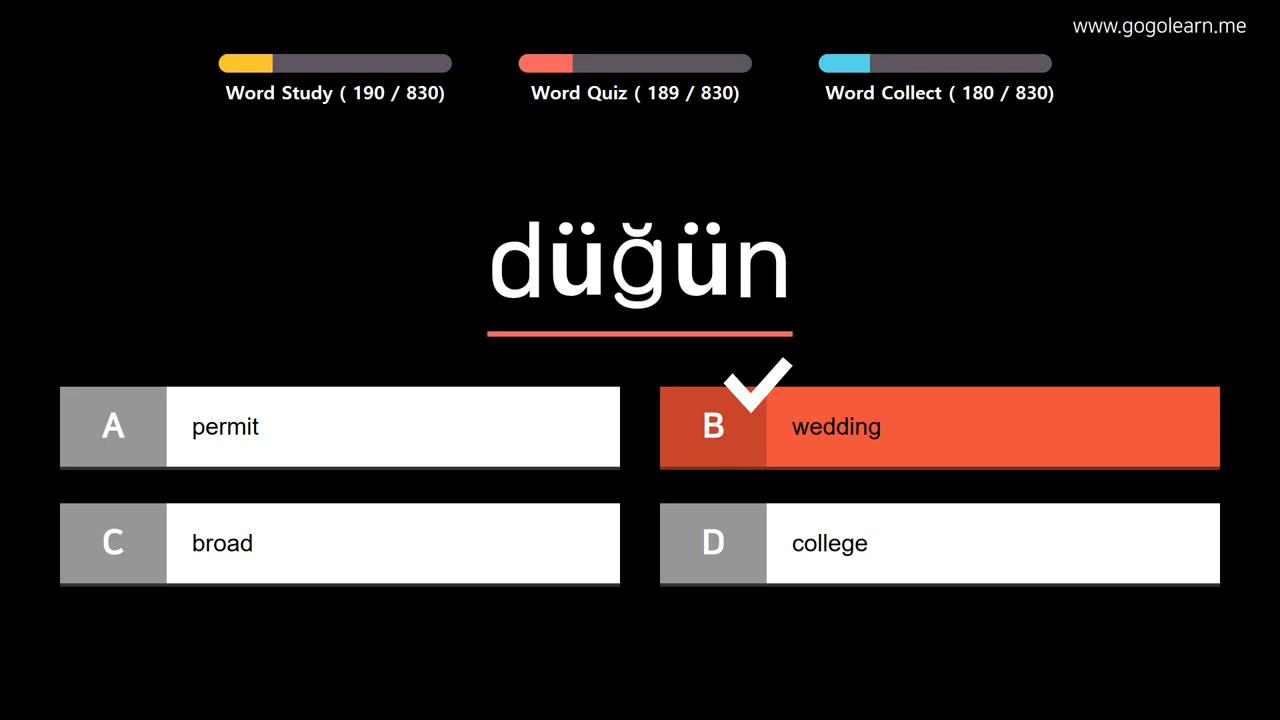 www.gogolearn.me
Word Study ( 190 / 830)
Word Quiz ( 189 / 830)
Word Collect ( 180 / 830)
düğün
A permit
B wedding
C broad
D college